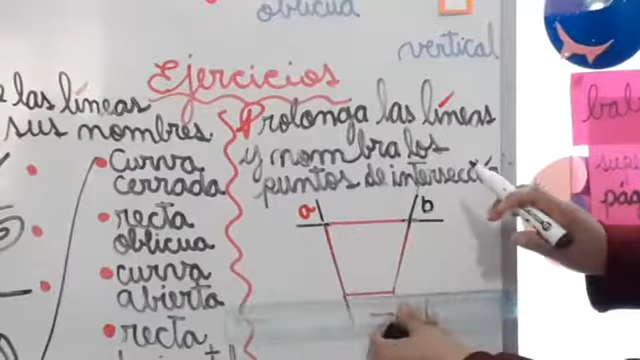 oblicua
vertical
Ejercicios
las líneas
sus nombres
curva
cerrada
recta
oblicua
curva
abierta
recta
Prolonga las líneas
y nombra los
puntos de
a
b